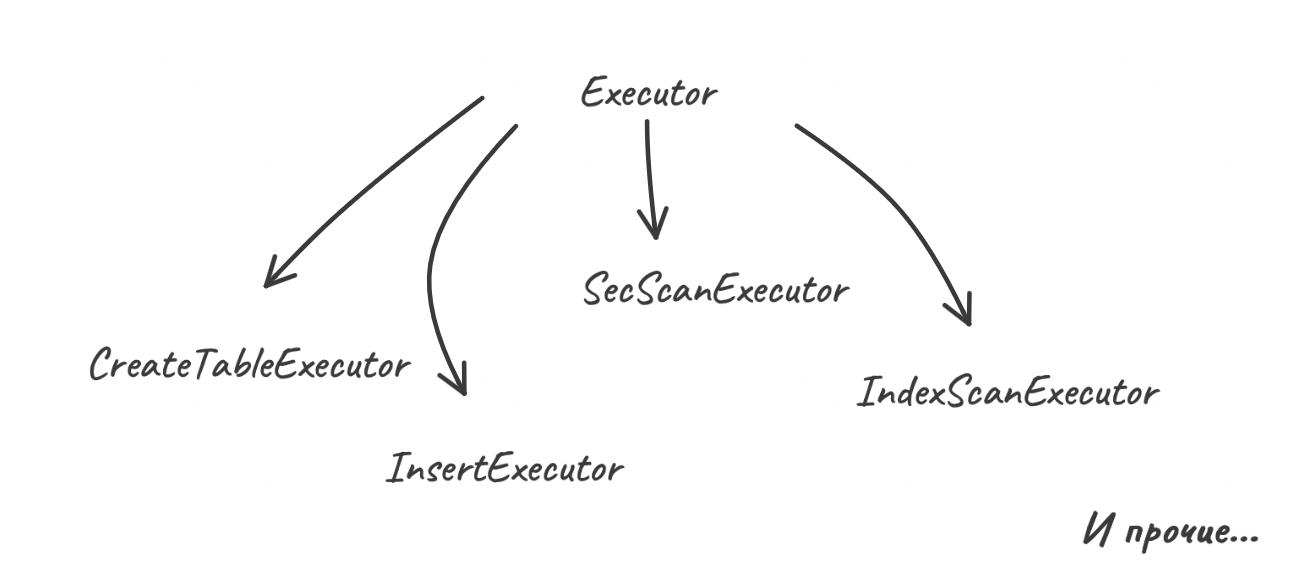 Executor
SecScanExecutor
CreateTableExecutor
IndexScanExecutor
InsertExecutor
И прочие...